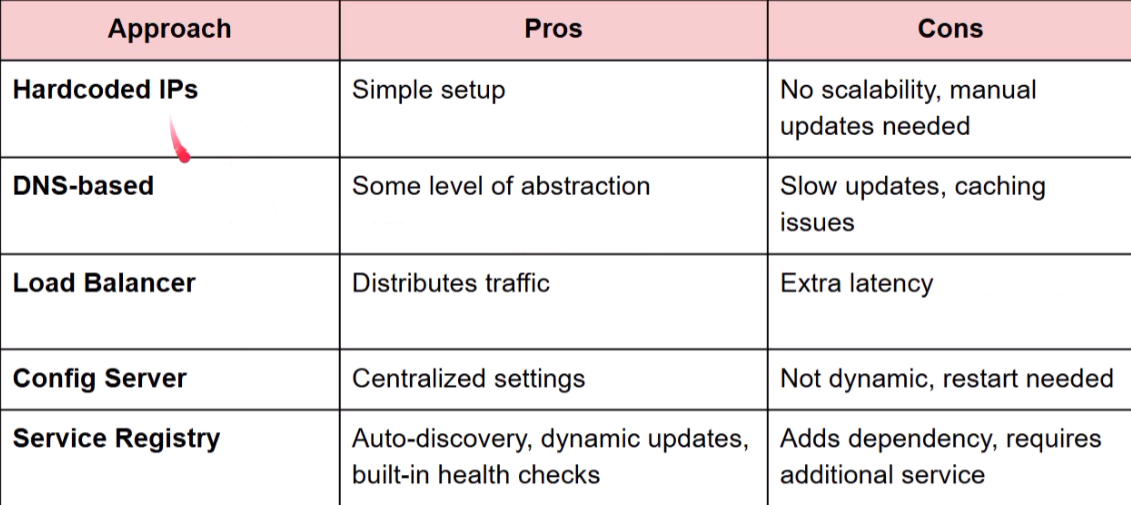 Approach Pros Cons
Hardcoded IPs Simple setup No scalability, manual
updates needed
DNS-based Some level of abstraction Slow updates, caching
issues
Load Balancer Distributes traffic Extra latency
Config Server Centralized settings Not dynamic, restart needed
Service Registry Auto-discovery, dynamic updates, Adds dependency, requires
built-in health checks additional service